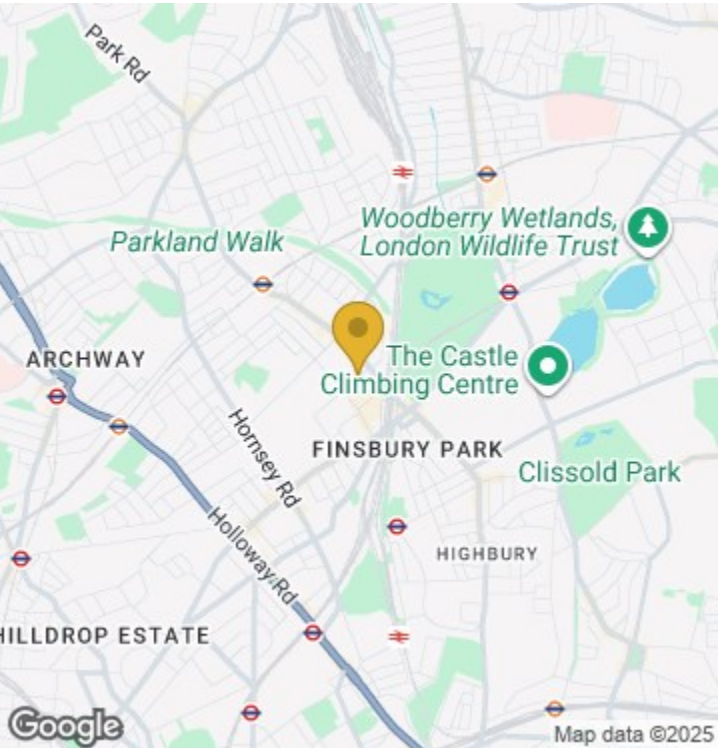 Park Rd
Woodberry Wetlands,
London Wildlife Trust
Parkland Walk
ARCHWAY
The Castle
Climbing Centre
Hornsey Rd
FINSBURY PARK
Clissold Park
Holloway Rd
HIGHBURY
HILLDROP ESTATE
Google
Map data ©2025